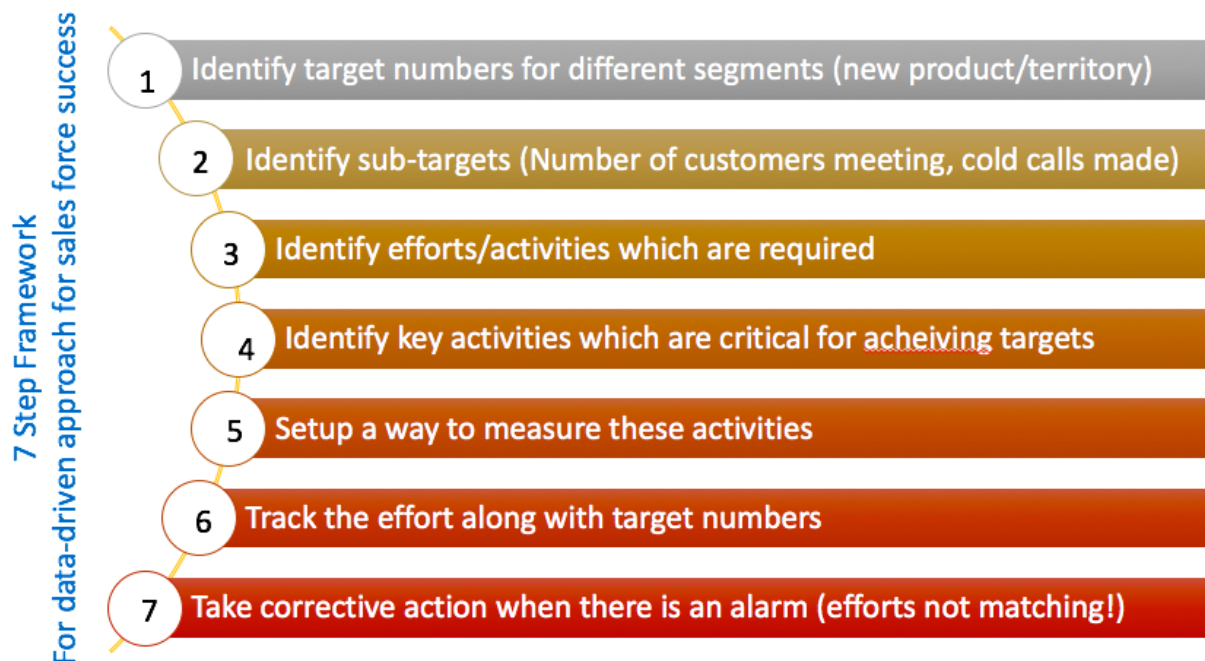 7 Step Framework
For data-driven approach for sales force success
1
Identify target numbers for different segments (new product/territory)
2
Identify sub-targets (Number of customers meeting, cold calls made)
3
Identify efforts/activities which are required
4
Identify key activities which are critical for acheiving targets
5
Setup a way to measure these activities
6
Track the effort along with target numbers
7
Take corrective action when there is an alarm (efforts not matching!)